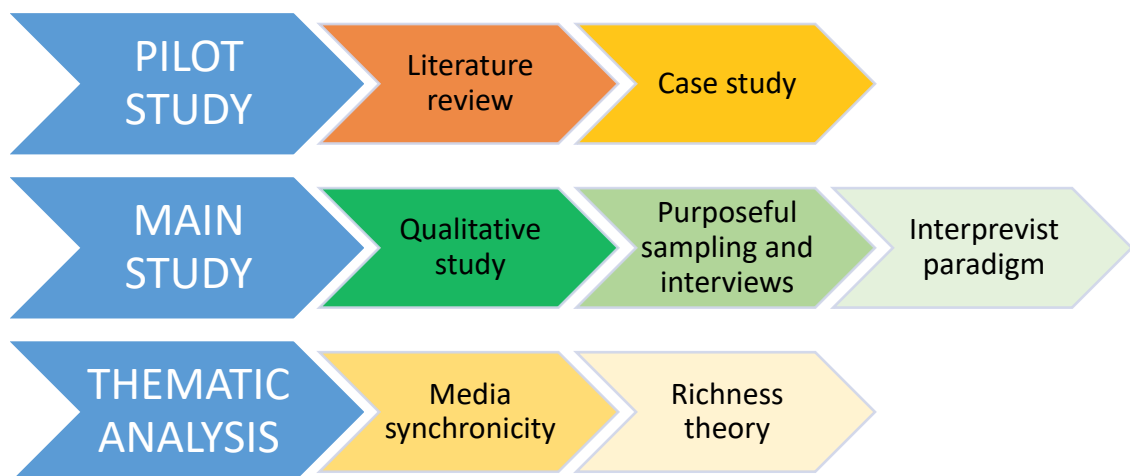 PILOT
STUDY
Literature
review
Case study
MAIN
STUDY
Qualitative
study
Purposeful
sampling and
interviews
Interprevist
paradigm
THEMATIC
ANALYSIS
Media
synchronicity
Richness
theory